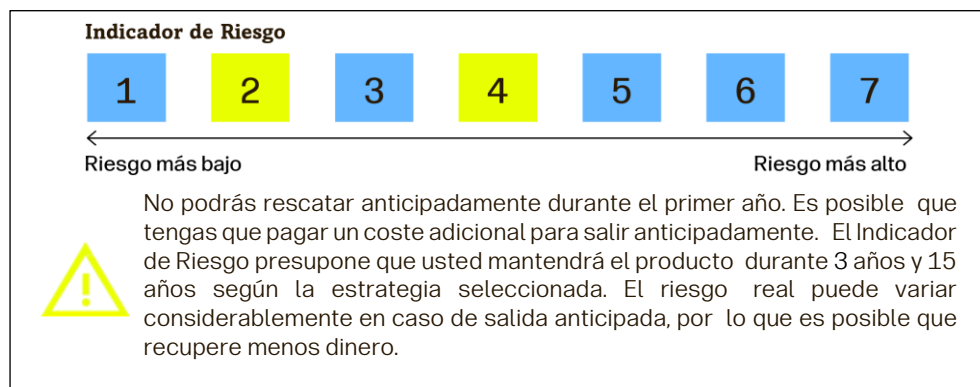 Indicador de Riesgo
1 2 3 4 5 6 7
Riesgo más bajo Riesgo más alto
No podrás rescatar anticipadamente durante el primer año. Es posible que
tengas que pagar un coste adicional para salir anticipadamente. El Indicador
de Riesgo presupone que usted mantendrá el producto durante 3 años y 15
años según la estrategia seleccionada. El riesgo real puede variar
considerablemente en caso de salida anticipada, por lo que es posible que
recupere menos dinero.